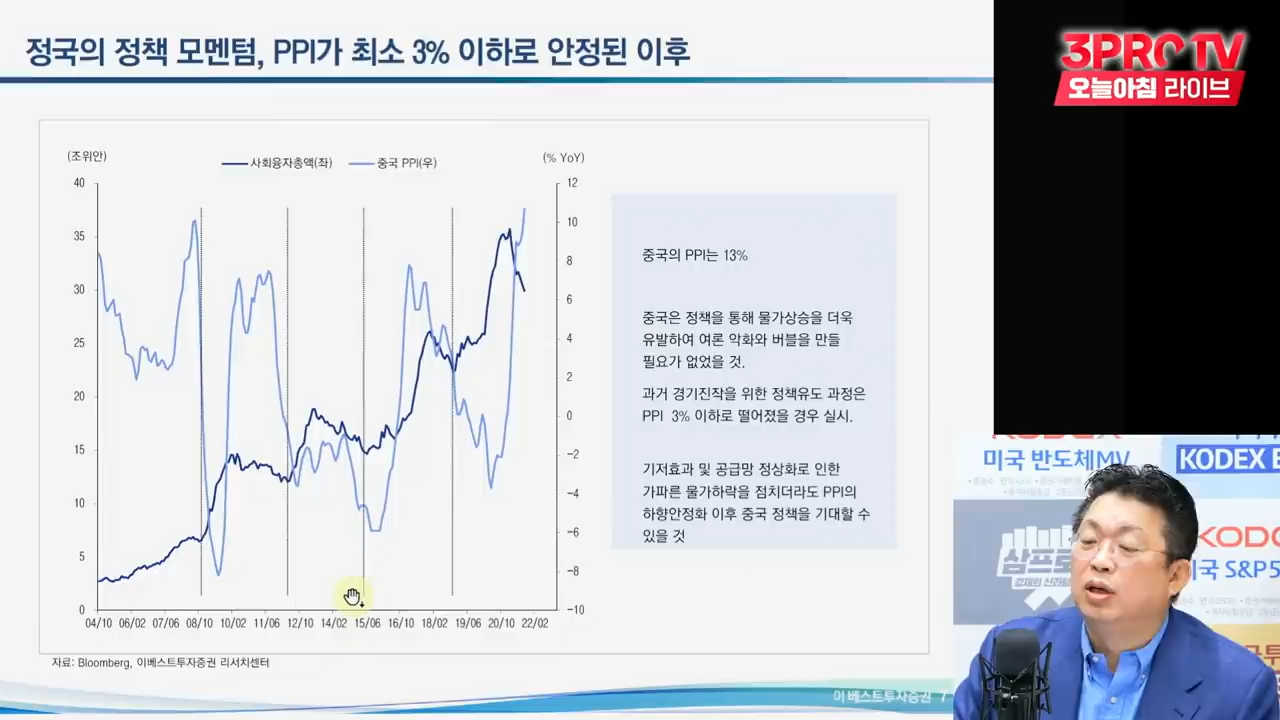 정국의 정책 모멘텀, PPI가 최소 3% 이하로 안정된 이후
3PRO TV
오늘아침 라이브
(조위안)
사회융자총액(좌)
중국 PPI(우)
(% YoY)
40
35
30
25
20
15
10
5
0
12
10
8
6
4
2
0
−2
−4
−6
−8
−10
04/10 06/02 07/06 08/10 10/02 11/06 12/10 14/02 15/06 16/10 18/02 19/06 20/10 22/02
중국의 PPI는 13%
중국은 정책을 통해 물가상승을 더욱
유발하여 여론 악화와 버블을 만들
필요가 없었을 것.
과거 경기진작을 위한 정책유도 과정은
PPI 3% 이하로 떨어졌을 경우 실시.
기저효과 및 공급망 정상화로 인한
가파른 물가하락을 점치더라도 PPI의
하향안정화 이후 중국 정책을 기대할 수
있을 것
자료: Bloomberg, 이베스트투자증권 리서치센터
이베스트투자증권 7
KODEX
미국 반도체MV
KODEX
삼프로
S&P5